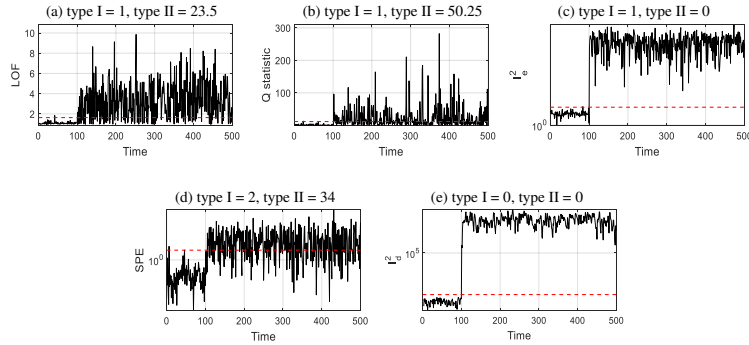 (a) type I = 1, type II = 23.5
LOF
10
8
6
4
2
0 100 200 300 400 500
Time
(b) type I = 1, type II = 50.25
Q statistic
300
200
100
0 100 200 300 400 500
Time
(c) type I = 1, type II = 0
I²e
10⁰
0 100 200 300 400 500
Time
(d) type I = 2, type II = 34
SPE
10⁰
0 100 200 300 400 500
Time
(e) type I = 0, type II = 0
I²d
10⁵
0 100 200 300 400 500
Time